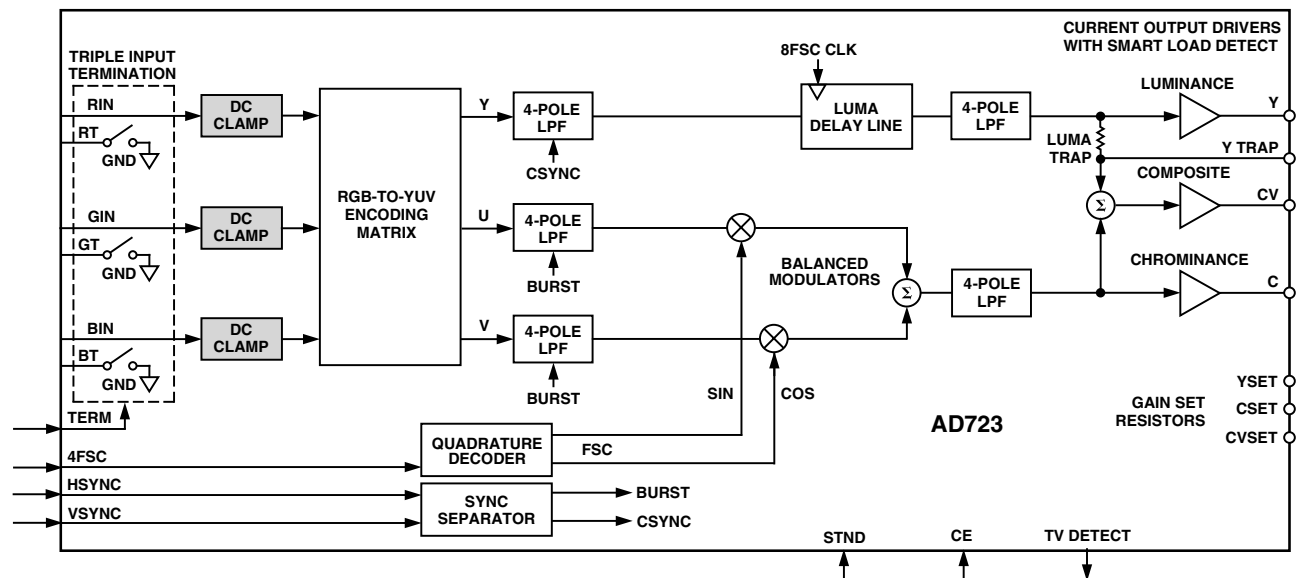 CURRENT OUTPUT DRIVERS
WITH SMART LOAD DETECT
TRIPLE INPUT
TERMINATION
8FSC CLK
RIN
DC
CLAMP
Y
4-POLE
LPF
LUMA
DELAY LINE
4-POLE
LPF
LUMINANCE
Y
RT
GND
CSYNC
LUMA
TRAP
Y TRAP
RGB-TO-YUV
ENCODING
MATRIX
COMPOSITE
Σ
CV
GIN
DC
CLAMP
U
4-POLE
LPF
GT
GND
BURST
BALANCED
MODULATORS
Σ
4-POLE
LPF
CHROMINANCE
C
BIN
DC
CLAMP
V
4-POLE
LPF
BT
GND
BURST
SIN
COS
YSET
GAIN SET
RESISTORS
CSET
CVSET
TERM
AD723
QUADRATURE
DECODER
FSC
4FSC
HSYNC
SYNC
SEPARATOR
BURST
VSYNC
CSYNC
STND
CE
TV DETECT